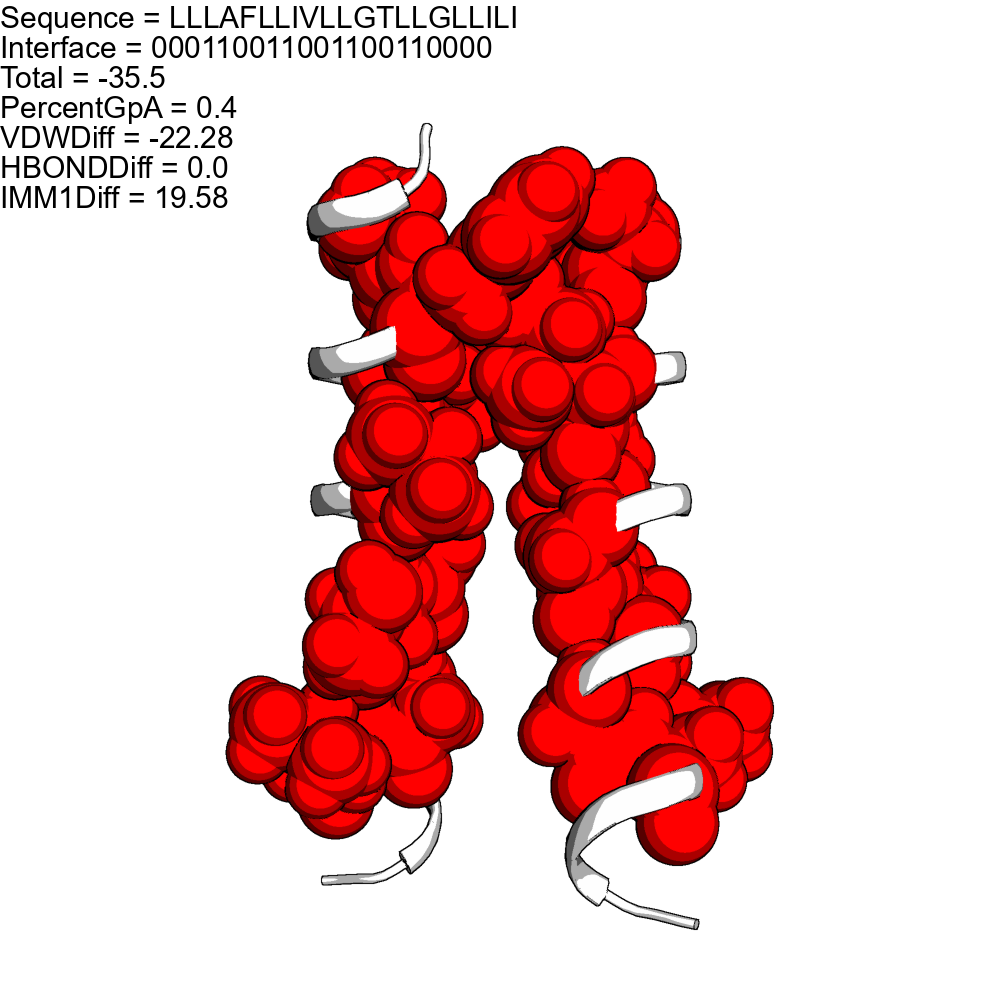 Sequence = LLLAFLLIVLLGTLLGLLILI
Interface = 000110011001100110000
Total = -35.5
PercentGpA = 0.4
VDWDiff = -22.28
HBONDDiff = 0.0
IMM1Diff = 19.58